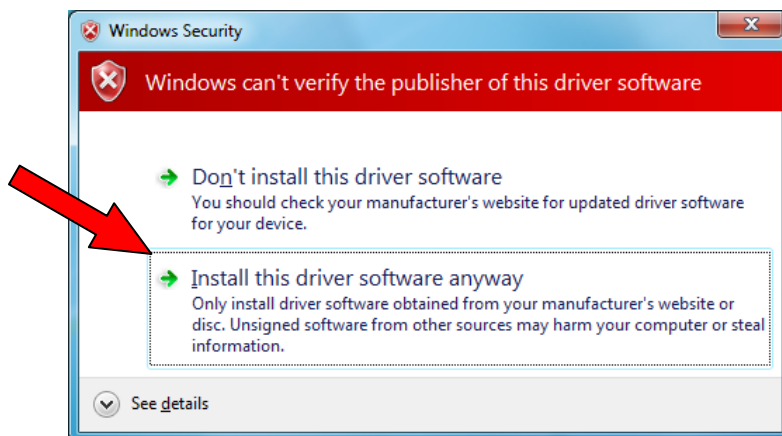 Windows Security
Windows can't verify the publisher of this driver software
Don't install this driver software
You should check your manufacturer's website for updated driver software
for your device.
Install this driver software anyway
Only install driver software obtained from your manufacturer's website or
disc. Unsigned software from other sources may harm your computer or steal
information.
See details